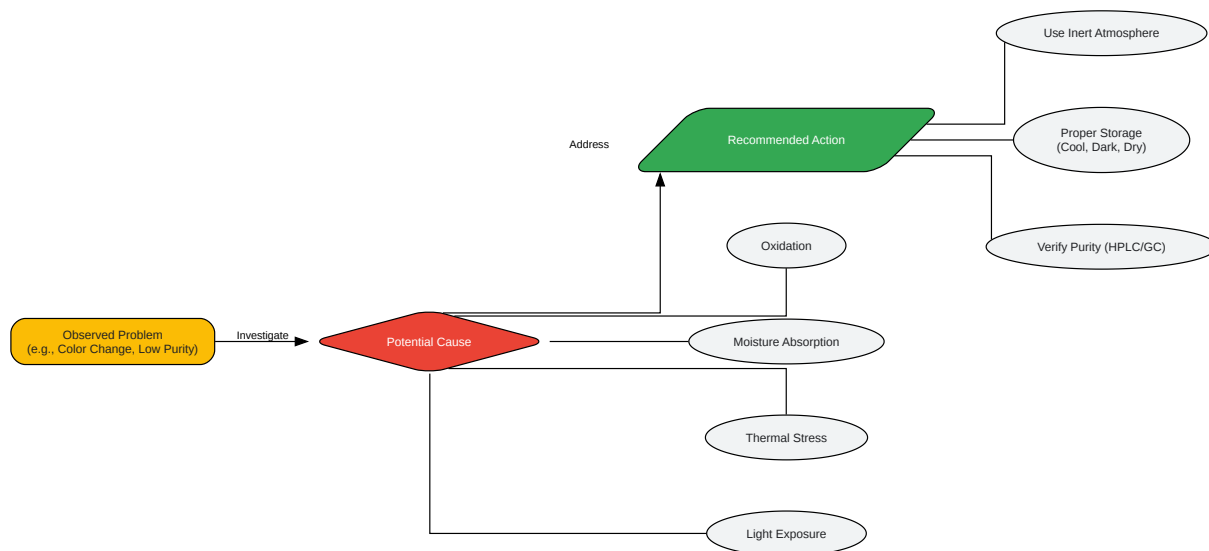 Use Inert Atmosphere
Address
Recommended Action
Proper Storage
(Cool, Dark, Dry)
Oxidation
Verify Purity (HPLC/GC)
Observed Problem
(e.g., Color Change, Low Purity)
Investigate
Potential Cause
Moisture Absorption
Thermal Stress
Light Exposure